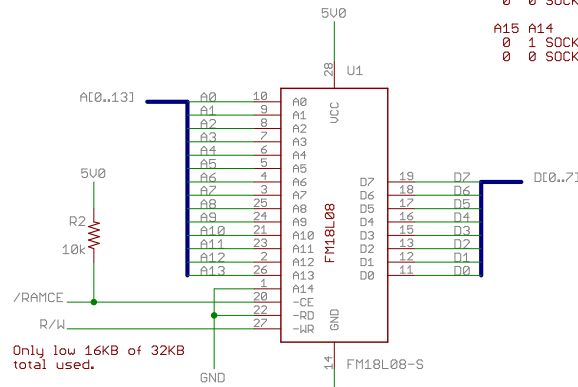 0 0 SOCK
A15 A14
0 1 SOCK
0 0 SOCK
5V0
28
U1
VCC
A[0..13]
A0 10 A0
A1 9 A1
A2 8 A2
A3 7 A3
A4 6 A4
A5 5 A5
A6 4 A6
A7 3 A7
A8 25 A8
A9 24 A9
A10 21 A10
A11 23 A11
A12 2 A12
A13 26 A13
1 A14
20 -CE
22 -RD
27 -WR
FM18L08
D7 19 D7
D6 18 D6
D5 17 D5
D4 16 D4
D3 15 D3
D2 13 D2
D1 12 D1
D0 11 D0
D[0..7]
5V0
R2
10k
/RAMCE
R/W
Only low 16KB of 32KB
total used.
GND
GND
14
FM18L08-S